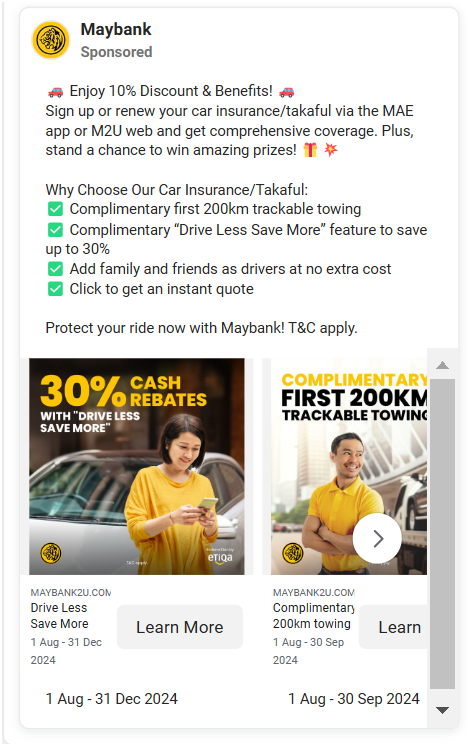 Maybank
Sponsored
🚗 Enjoy 10% Discount & Benefits! 🚗
Sign up or renew your car insurance/takaful via the MAE
app or M2U web and get comprehensive coverage. Plus,
stand a chance to win amazing prizes! 🎁 💥
Why Choose Our Car Insurance/Takaful:
✅ Complimentary first 200km trackable towing
✅ Complimentary “Drive Less Save More” feature to save
up to 30%
✅ Add family and friends as drivers at no extra cost
✅ Click to get an instant quote
Protect your ride now with Maybank! T&C apply.
30% CASH
REBATES
WITH "DRIVE LESS
SAVE MORE"
T&C apply.
Underwritten by
etiqa
MAYBANK2U.COM
Drive Less
Save More
1 Aug - 31 Dec
2024
Learn More
1 Aug - 31 Dec 2024
COMPLIMENTARY
FIRST 200KM
TRACKABLE TOWING
MAYBANK2U.COM
Complimentary
200km towing
1 Aug - 30 Sep
2024
Learn
1 Aug - 30 Sep 2024